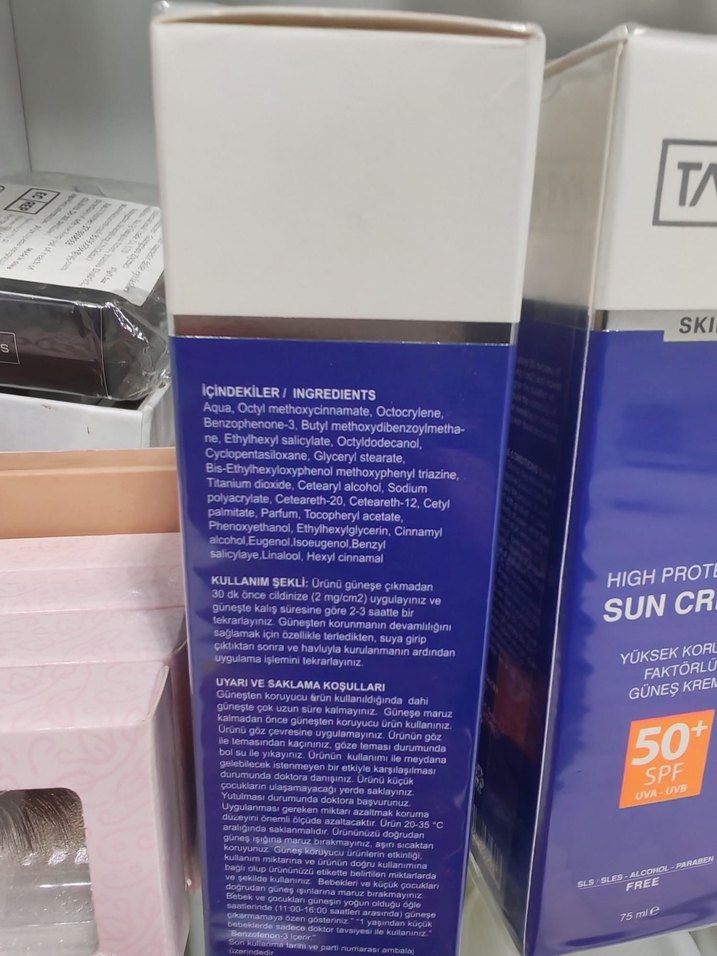 İÇİNDEKİLER / INGREDIENTS
Aqua, Octyl methoxycinnamate, Octocrylene,
Benzophenone-3, Butyl methoxydibenzoylmetha-
ne, Ethylhexyl salicylate, Octyldodecanol,
Cyclopentasiloxane, Glyceryl stearate,
Bis-Ethylhexyloxyphenol methoxyphenyl triazine,
Titanium dioxide, Cetearyl alcohol, Sodium
polyacrylate, Ceteareth-20, Ceteareth-12, Cetyl
palmitate, Parfum, Tocopheryl acetate,
Phenoxyethanol, Ethylhexylglycerin, Cinnamyl
alcohol,Eugenol,Isoeugenol,Benzyl
salicylaye,Linalool, Hexyl cinnamal
KULLANIM ŞEKLİ: Ürünü güneşe çıkmadan
30 dk önce cildinize (2 mg/cm2) uygulayınız ve
güneşte kalış süresine göre 2-3 saatte bir
tekrarlayınız. Güneşten korunmanın devamlılığını
sağlamak için özellikle terledikten, suya girip
çıktıktan sonra ve havluyla kurulanmanın ardından
uygulama işlemini tekrarlayınız.
UYARI VE SAKLAMA KOŞULLARI
Güneşten koruyucu ürün kullanıldığında dahi
güneşte çok uzun süre kalmayınız. Güneşe maruz
kalmadan önce güneşten koruyucu ürün kullanınız.
Ürünü göz çevresine uygulamayınız. Ürünün göz
ile temasından kaçınınız, göze teması durumunda
bol su ile yıkayınız. Ürünün kullanımı ile meydana
gelebilecek istenmeyen bir etkiyle karşılaşılması
durumunda doktora danışınız. Ürünü küçük
çocukların ulaşamayacağı yerde saklayınız.
Yutulması durumunda doktora başvurunuz.
Uygulanması gereken miktarı azaltmak koruma
düzeyini önemli ölçüde azaltacaktır. Ürün 20-35 °C
aralığında saklanmalıdır. Ürününüzü doğrudan
güneş ışığına maruz bırakmayınız, aşırı sıcaktan
koruyunuz. Güneş koruyucu ürünlerin etkinliği,
kullanım miktarına ve ürünün doğru kullanımına
bağlı olup ürününüzü etikette belirtilen miktarlarda
ve şekilde kullanınız. Bebekleri ve küçük çocukları
doğrudan güneş ışınlarına maruz bırakmayınız.
Bebek ve çocukları güneşin yoğun olduğu öğle
saatlerinde (11:00-16:00 saatleri arasında) güneşe
çıkarmamaya özen gösteriniz." "1 yaşından küçük
bebeklerde sadece doktor tavsiyesi ile kullanınız."
"Benzofenon-3 içerir"
Son kullanma tarihi ve parti numarası ambalaj
üzerindedir.
TA
SKI
HIGH PROTE
SUN CR
YÜKSEK KORU
FAKTÖRLÜ
GÜNEŞ KREM
50+
SPF
UVA - UVB
SLS / SLES - ALCOHOL - PARABEN
FREE
75 ml e
EC REP